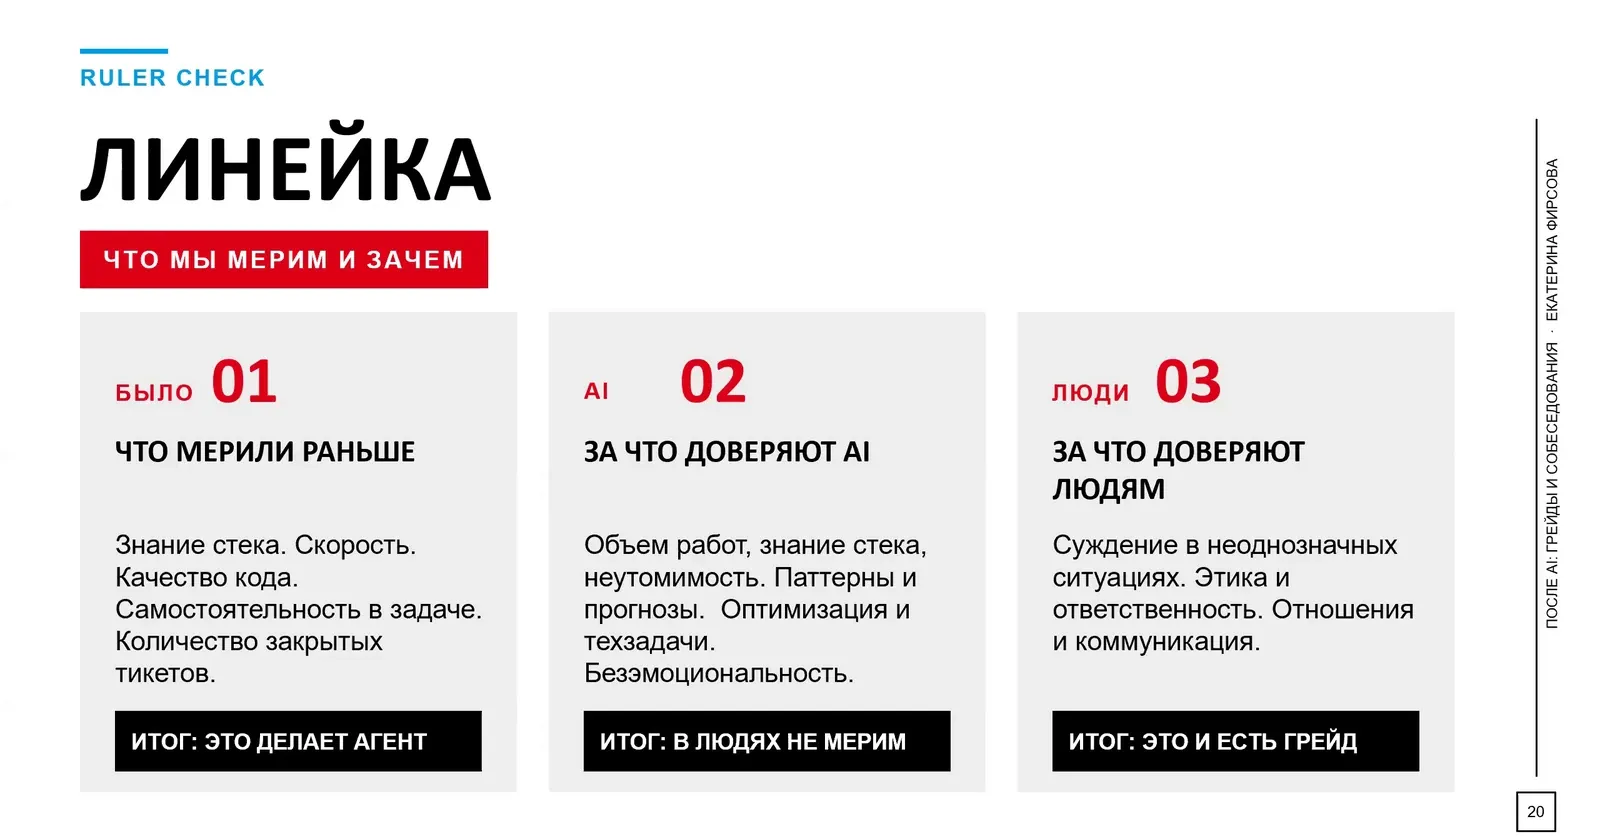 RULER CHECK
ЛИНЕЙКА
ЧТО МЫ МЕРИМ И ЗАЧЕМ
БЫЛО 01
ЧТО МЕРИЛИ РАНЬШЕ
Знание стека. Скорость.
Качество кода.
Самостоятельность в задаче.
Количество закрытых
тикетов.
ИТОГ: ЭТО ДЕЛАЕТ АГЕНТ
AI 02
ЗА ЧТО ДОВЕРЯЮТ AI
Объем работ, знание стека,
неутомимость. Паттерны и
прогнозы. Оптимизация и
техзадачи.
Безэмоциональность.
ИТОГ: В ЛЮДЯХ НЕ МЕРИМ
ЛЮДИ 03
ЗА ЧТО ДОВЕРЯЮТ
ЛЮДЯМ
Суждение в неоднозначных
ситуациях. Этика и
ответственность. Отношения
и коммуникация.
ИТОГ: ЭТО И ЕСТЬ ГРЕЙД
ПОСЛЕ AI: ГРЕЙДЫ И СОБЕСЕДОВАНИЯ · ЕКАТЕРИНА ФИРСОВА
20